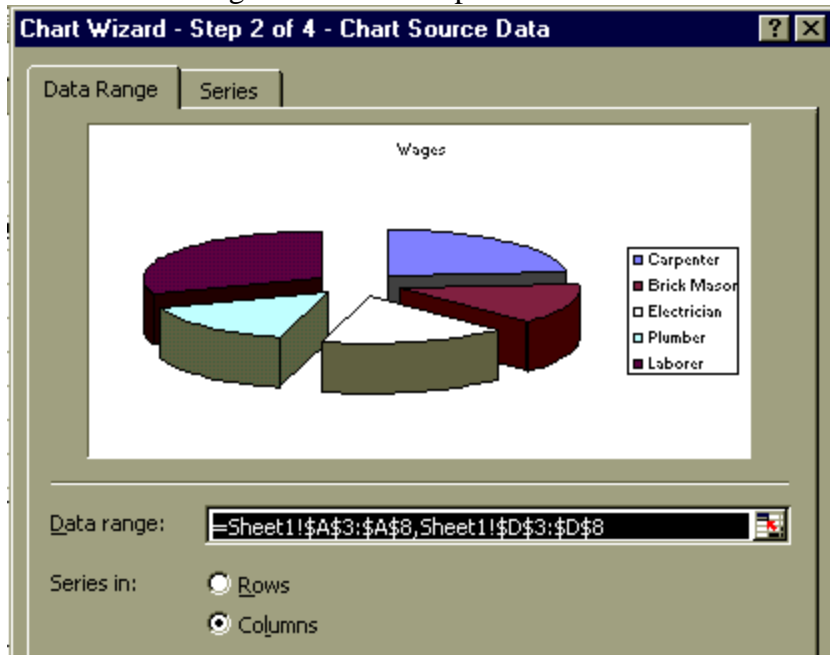 Chart Wizard - Step 2 of 4 - Chart Source Data
Data Range
Series
Wages
Carpenter
Brick Mason
Electrician
Plumber
Laborer
Data range:
=Sheet1!$A$3:$A$8,Sheet1!$D$3:$D$8
Series in:
Rows
Columns